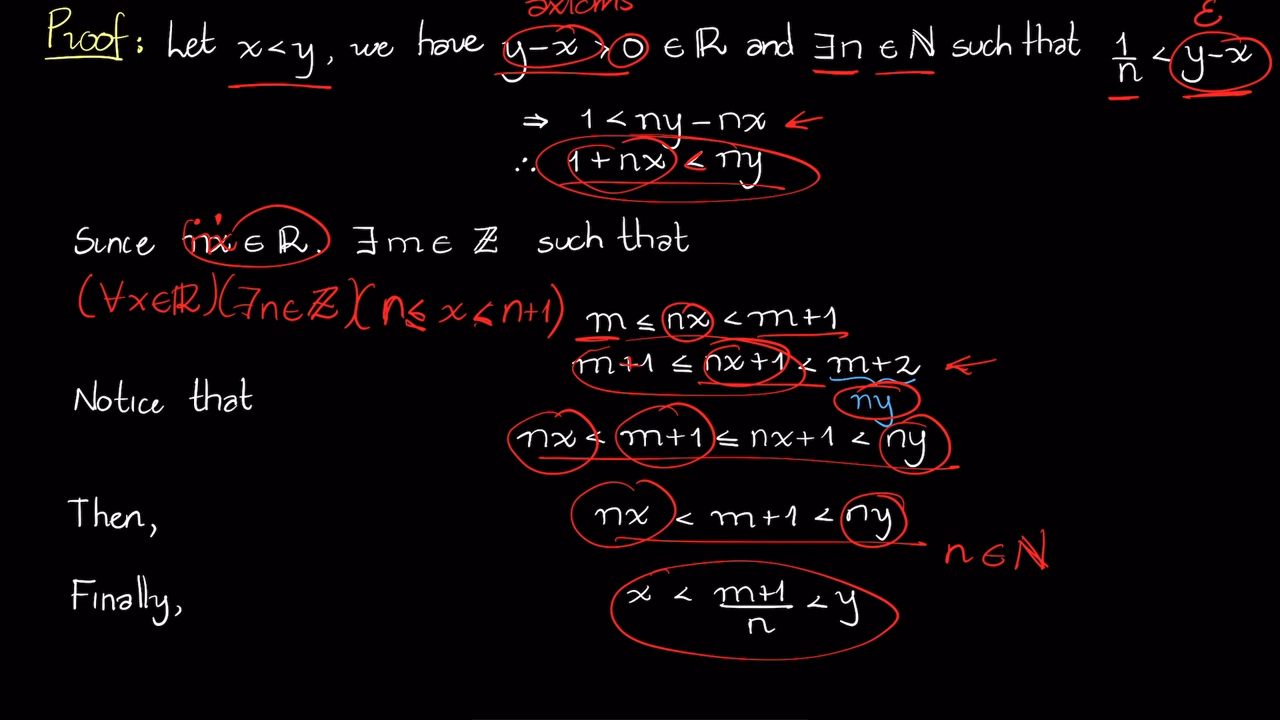 axioms
ε
Proof: Let x < y, we have y-x > 0 ∈ ℝ and ∃n ∈ ℕ such that 1/n < y-x
⇒ 1 < ny - nx ←
∴ 1 + nx < ny
Since nx ∈ ℝ. ∃ m ∈ ℤ such that
(∀x∈ℝ)(∃n∈ℤ)(n ≤ x < n+1)
m ≤ nx < m+1
m+1 ≤ nx+1 < m+2 ←
Notice that
ny
nx < m+1 ≤ nx+1 < ny
Then, nx < m+1 < ny
n ∈ ℕ
Finally, x < (m+1)/n < y